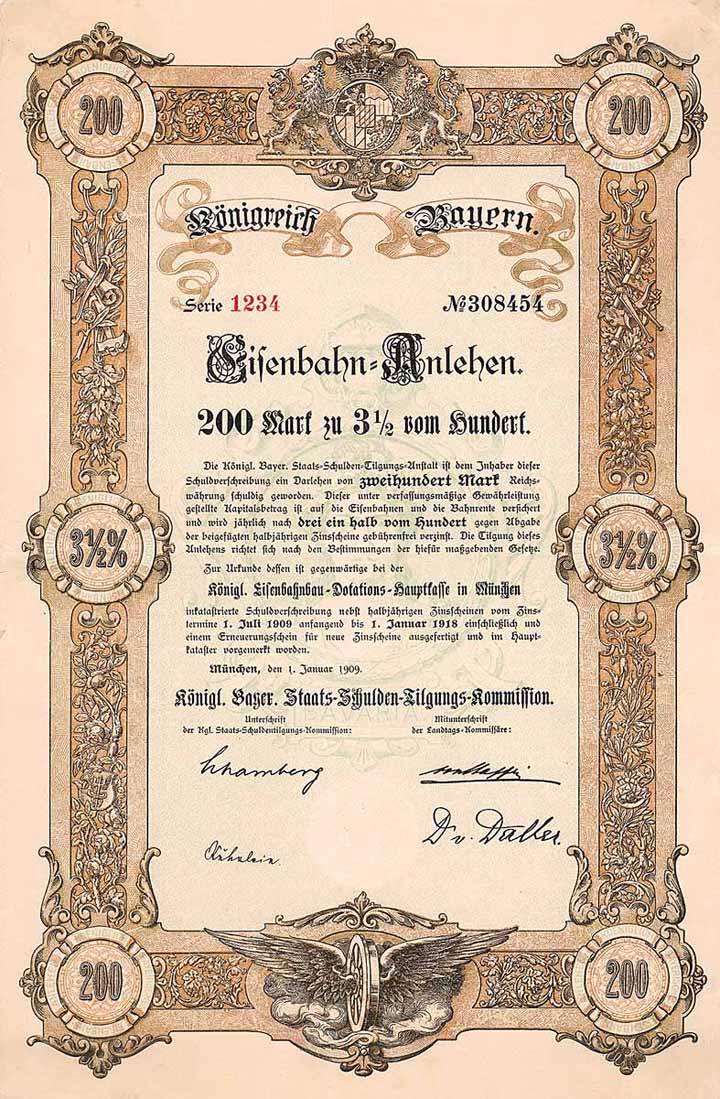 200
200
Königreich Bayern.
Serie 1234
№ 308454
Eisenbahn-Anlehen.
200 Mark zu 3 1/2 vom Hundert.
Die Königl. Bayer. Staats-Schulden-Tilgungs-Anstalt ist dem Inhaber dieser
Schuldverschreibung ein Darlehen von zweihundert Mark Reichs-
währung schuldig geworden. Dieser unter verfassungsmäßige Gewährleistung
gestellte Kapitalsbetrag ist auf die Eisenbahnen und die Bahnrente versichert
und wird jährlich nach drei ein halb vom Hundert gegen Abgabe
der beigefügten halbjährigen Zinsscheine gebührenfrei verzinst. Die Tilgung dieses
Anlehens richtet sich nach den Bestimmungen der hiefür maßgebenden Gesetze.
3½%
3½%
Zur Urkunde dessen ist gegenwärtige bei der
Königl. Eisenbahnbau-Dotations-Hauptkasse in München
inkatastrierte Schuldverschreibung nebst halbjährigen Zinsscheinen vom Zins-
termine 1. Juli 1909 anfangend bis 1. Januar 1918 einschließlich und
einem Erneuerungsschein für neue Zinsscheine ausgefertigt und im Haupt-
kataster vorgemerkt worden.
München, den 1. Januar 1909.
Königl. Bayer. Staats-Schulden-Tilgungs-Kommission.
Unterschrift
der Kgl. Staats-Schuldentilgungs-Kommission:
Mitunterschrift
der Landtags-Kommissäre:
Dr v. Daller.
200
200